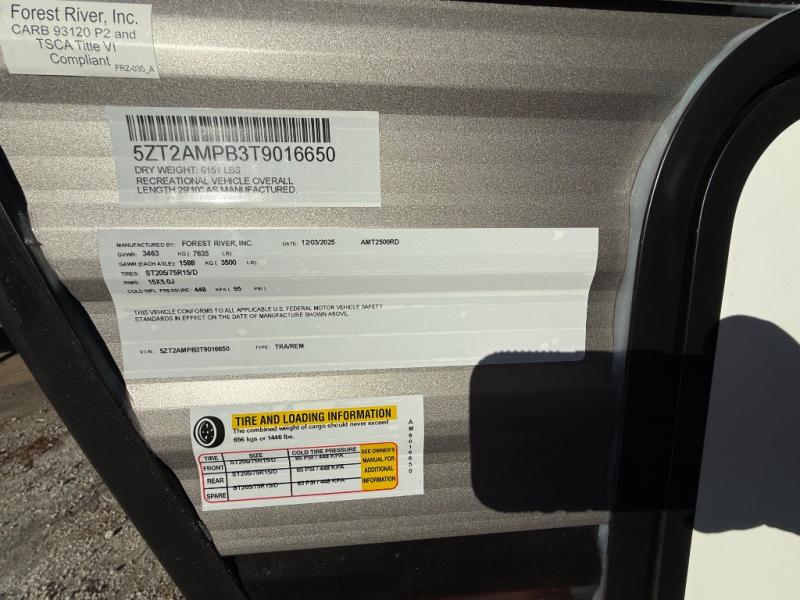 Forest River, Inc.
CARB 93120 P2 and
TSCA Title VI
Compliant
FRZ-035_A
5ZT2AMPB3T9016650
DRY WEIGHT: 6151 LBS
RECREATIONAL VEHICLE OVERALL
LENGTH 29'10" AS MANUFACTURED.
MANUFACTURED BY: FOREST RIVER, INC. DATE: 12/03/2025 AMT2500RD
GVWR: 3463 KG ( 7635 LB)
GAWR (EACH AXLE): 1588 KG ( 3500 LB)
TIRES: ST205/75R15/D
RIMS: 15X5.0J
COLD INFL. PRESSURE: 448 KPA ( 65 PSI )
THIS VEHICLE CONFORMS TO ALL APPLICABLE U.S. FEDERAL MOTOR VEHICLE SAFETY
STANDARDS IN EFFECT ON THE DATE OF MANUFACTURE SHOWN ABOVE.
V.I.N.: 5ZT2AMPB3T9016650 TYPE: TRA/REM
TIRE AND LOADING INFORMATION
The combined weight of cargo should never exceed
656 kgs or 1446 lbs.
TIRE SIZE COLD TIRE PRESSURE
FRONT ST205/75R15/D 65 PSI / 448 KPA
REAR ST205/75R15/D 65 PSI / 448 KPA
SPARE ST205/75R15/D 65 PSI / 448 KPA
SEE OWNER'S
MANUAL FOR
ADDITIONAL
INFORMATION
AM9016650